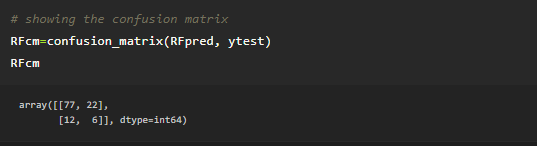 # showing the confusion matrix
RFcm=confusion_matrix(RFpred, ytest)
RFcm
array([[77, 22],
       [12,  6]], dtype=int64)